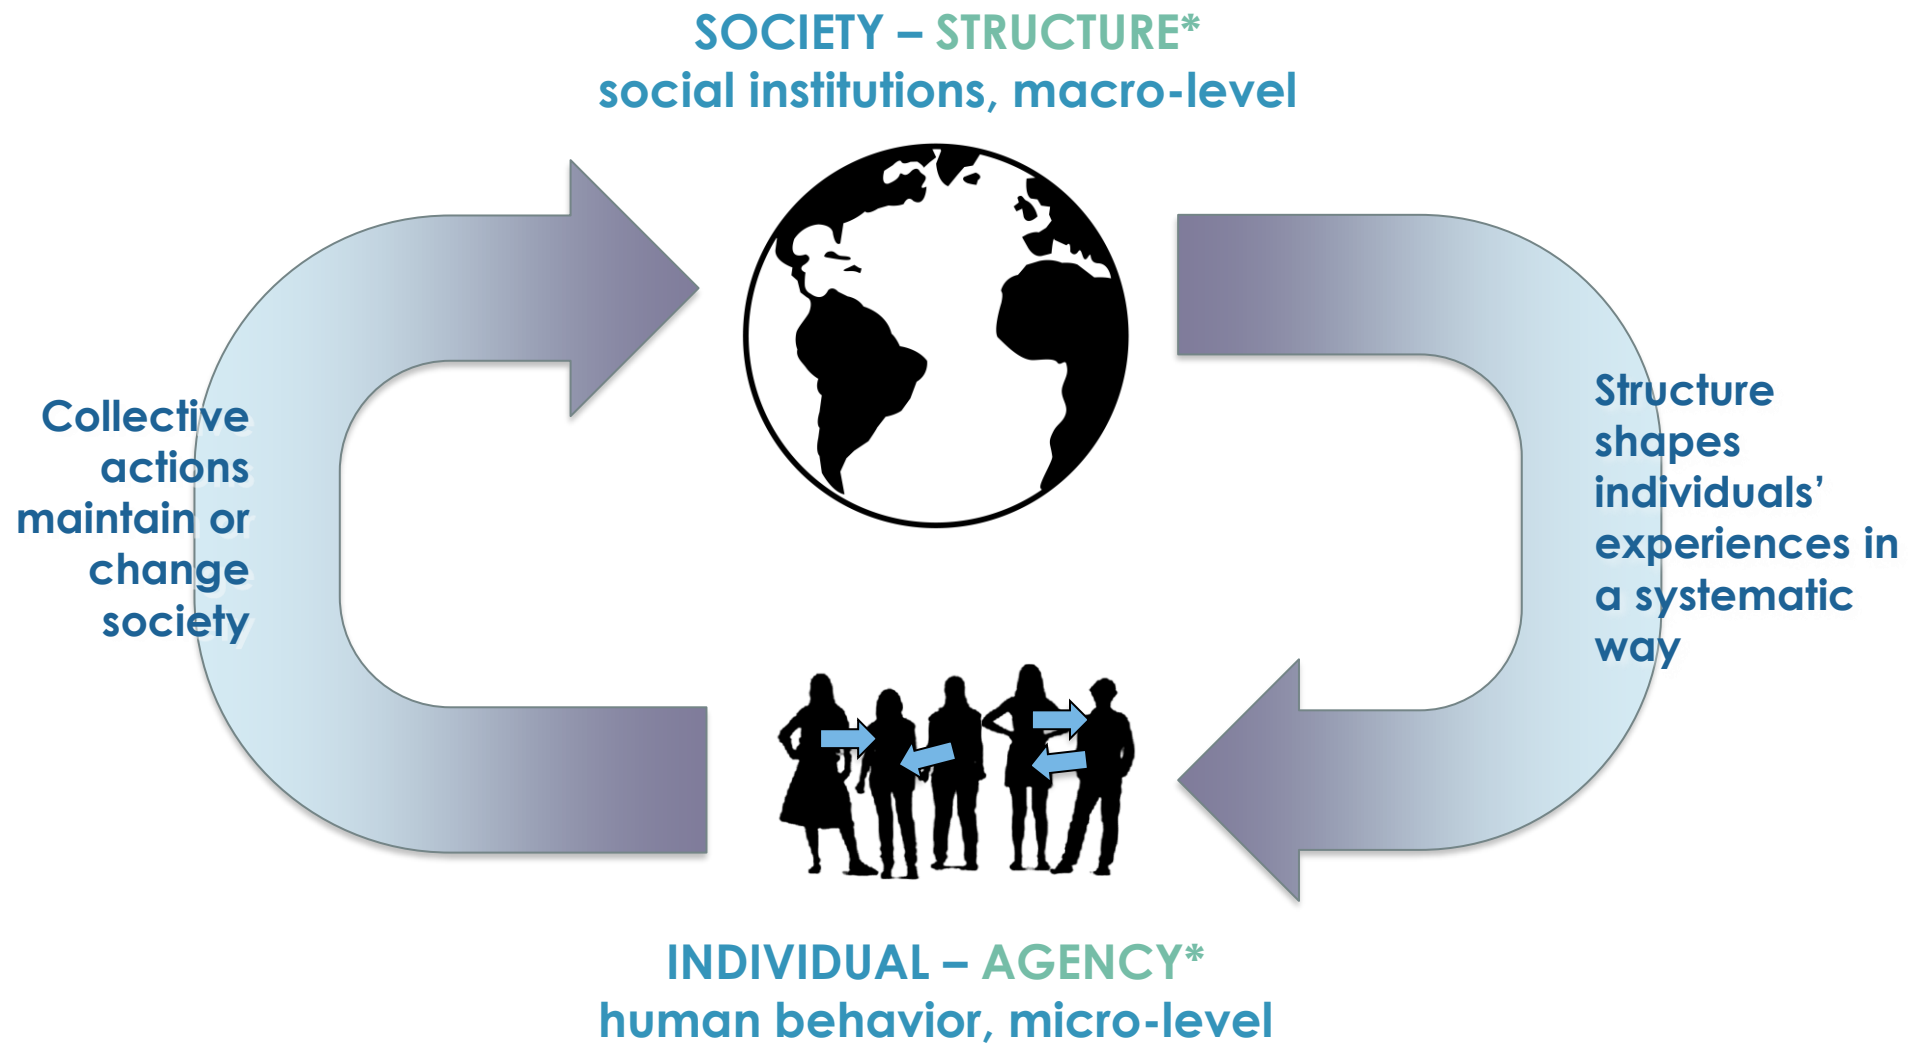 SOCIETY – STRUCTURE*
social institutions, macro-level
Collective
actions
maintain or
change
society
Structure
shapes
individuals’
experiences in
a systematic
way
INDIVIDUAL – AGENCY*
human behavior, micro-level